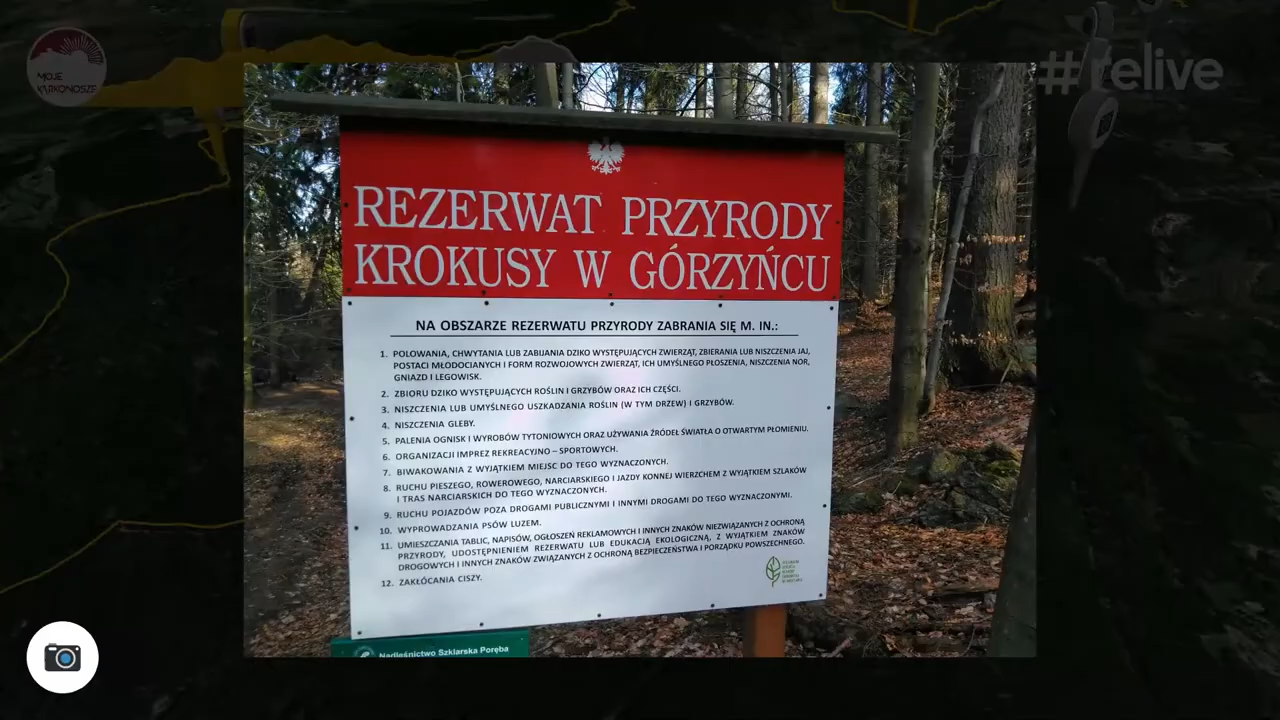 MOJE
KARKONOSZE
#relive
REZERWAT PRZYRODY
KROKUSY W GÓRZYŃCU
NA OBSZARZE REZERWATU PRZYRODY ZABRANIA SIĘ M. IN.:
1. POLOWANIA, CHWYTANIA LUB ZABIJANIA DZIKO WYSTĘPUJĄCYCH ZWIERZĄT, ZBIERANIA LUB NISZCZENIA JAJ,
POSTACI MŁODOCIANYCH I FORM ROZWOJOWYCH ZWIERZĄT, ICH UMYŚLNEGO PŁOSZENIA, NISZCZENIA NOR,
GNIAZD I LEGOWISK.
2. ZBIORU DZIKO WYSTĘPUJĄCYCH ROŚLIN I GRZYBÓW ORAZ ICH CZĘŚCI.
3. NISZCZENIA LUB UMYŚLNEGO USZKADZANIA ROŚLIN (W TYM DRZEW) I GRZYBÓW.
4. NISZCZENIA GLEBY.
5. PALENIA OGNISK I WYROBÓW TYTONIOWYCH ORAZ UŻYWANIA ŹRÓDEŁ ŚWIATŁA O OTWARTYM PŁOMIENIU.
6. ORGANIZACJI IMPREZ REKREACYJNO – SPORTOWYCH.
7. BIWAKOWANIA Z WYJĄTKIEM MIEJSC DO TEGO WYZNACZONYCH.
8. RUCHU PIESZEGO, ROWEROWEGO, NARCIARSKIEGO I JAZDY KONNEJ WIERZCHEM Z WYJĄTKIEM SZLAKÓW
I TRAS NARCIARSKICH DO TEGO WYZNACZONYCH.
9. RUCHU POJAZDÓW POZA DROGAMI PUBLICZNYMI I INNYMI DROGAMI DO TEGO WYZNACZONYMI.
10. WYPROWADZANIA PSÓW LUZEM.
11. UMIESZCZANIA TABLIC, NAPISÓW, OGŁOSZEŃ REKLAMOWYCH I INNYCH ZNAKÓW NIEZWIĄZANYCH Z OCHRONĄ
PRZYRODY, UDOSTĘPNIENIEM REZERWATU LUB EDUKACJĄ EKOLOGICZNĄ, Z WYJĄTKIEM ZNAKÓW
DROGOWYCH I INNYCH ZNAKÓW ZWIĄZANYCH Z OCHRONĄ BEZPIECZEŃSTWA I PORZĄDKU POWSZECHNEGO.
12. ZAKŁÓCANIA CISZY.
Nadleśnictwo Szklarska Poręba